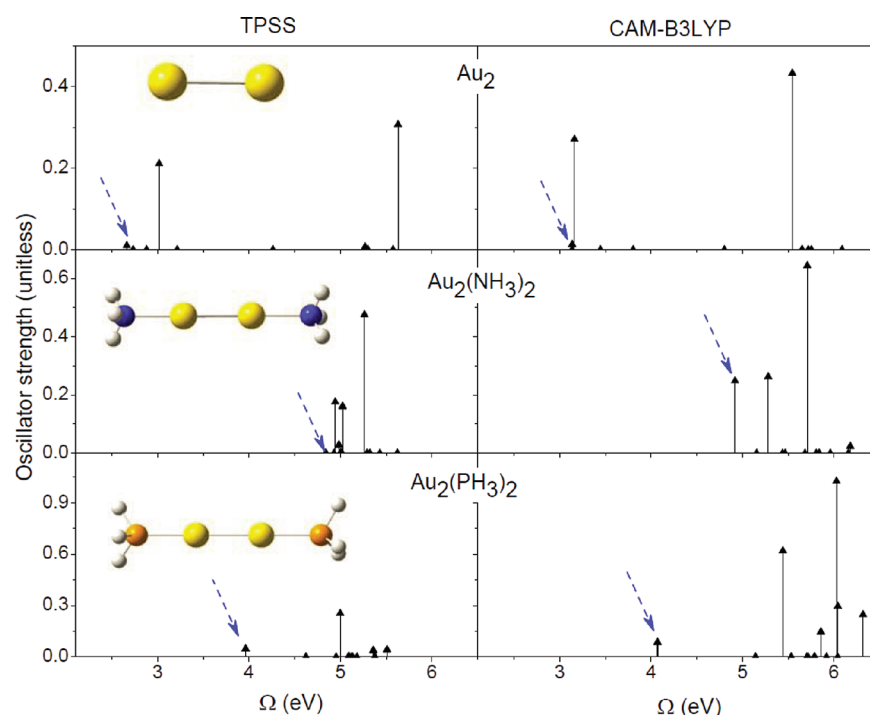 TPSS CAM-B3LYP
Au2
0.4
0.2
0.0
Au2(NH3)2
0.6
0.4
0.2
0.0
Au2(PH3)2
0.9
0.6
0.3
0.0
Oscillator strength (unitless)
3 4 5 6 3 4 5 6
Ω (eV) Ω (eV)